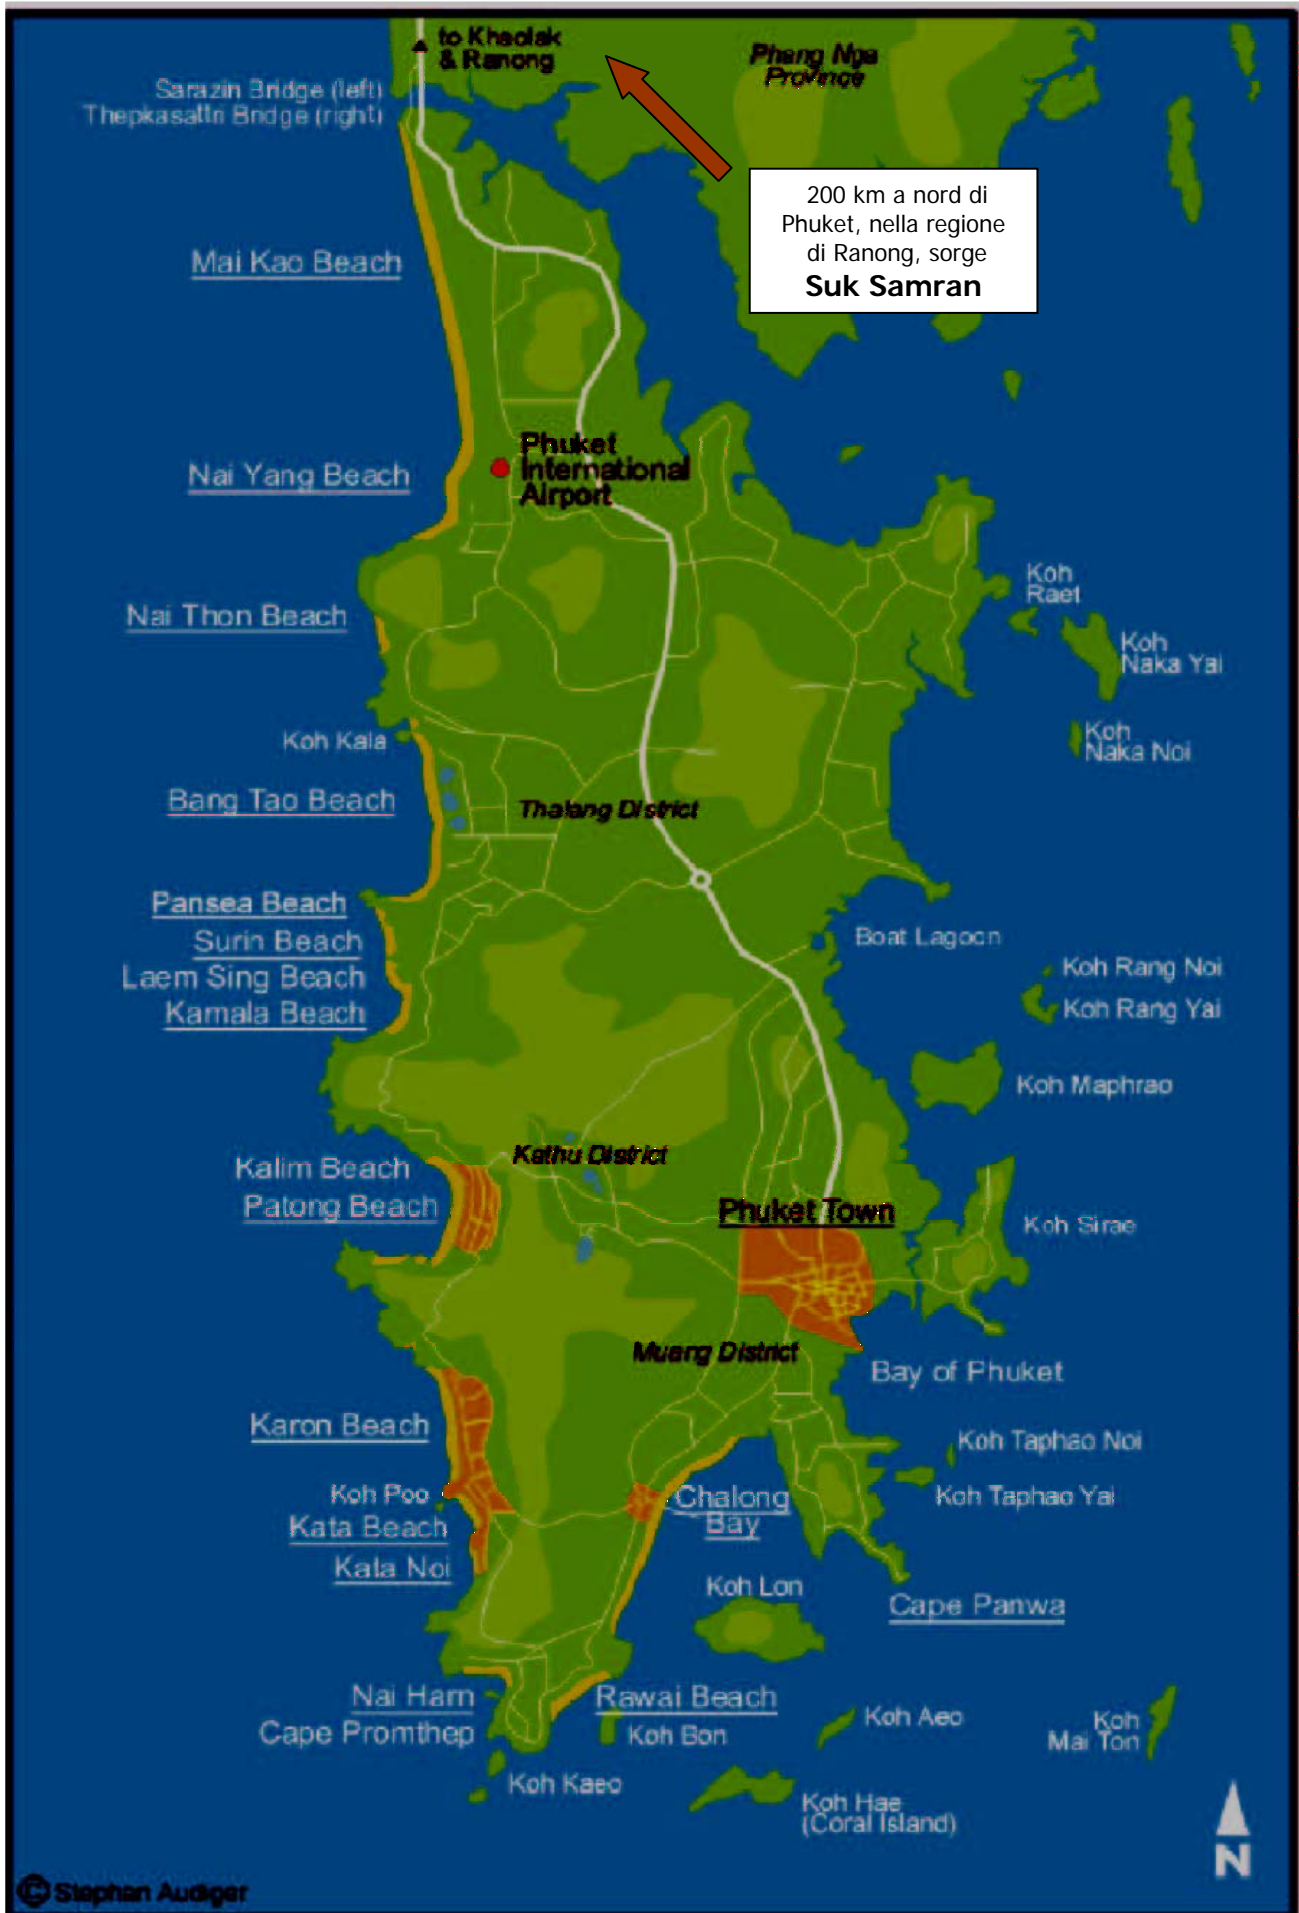 to Khaolak
& Ranong
Phang Nga
Province
Sarazin Bridge (left)
Thepkasattri Bridge (right)
200 km a nord di
Phuket, nella regione
di Ranong, sorge
Suk Samran
Mai Kao Beach
Phuket
International
Airport
Nai Yang Beach
Koh
Raet
Nai Thon Beach
Koh
Naka Yai
Koh Kala
Koh
Naka Noi
Bang Tao Beach
Thalang District
Pansea Beach
Surin Beach
Boat Lagoon
Laem Sing Beach
Koh Rang Noi
Kamala Beach
Koh Rang Yai
Koh Maphrao
Kathu District
Kalim Beach
Patong Beach
Phuket Town
Koh Sirae
Muang District
Bay of Phuket
Karon Beach
Koh Taphao Noi
Koh Poo
Chalong
Bay
Koh Taphao Yai
Kata Beach
Kata Noi
Koh Lon
Cape Panwa
Nai Harn
Rawai Beach
Cape Promthep
Koh Bon
Koh Aeo
Koh
Mai Ton
Koh Kaeo
Koh Hae
(Coral Island)
N
© Stephan Audiger